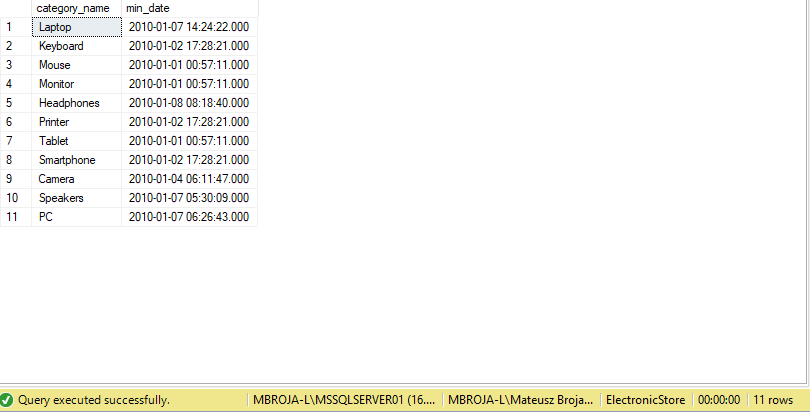 category_name min_date
1 Laptop 2010-01-07 14:24:22.000
2 Keyboard 2010-01-02 17:28:21.000
3 Mouse 2010-01-01 00:57:11.000
4 Monitor 2010-01-01 00:57:11.000
5 Headphones 2010-01-08 08:18:40.000
6 Printer 2010-01-02 17:28:21.000
7 Tablet 2010-01-01 00:57:11.000
8 Smartphone 2010-01-02 17:28:21.000
9 Camera 2010-01-04 06:11:47.000
10 Speakers 2010-01-07 05:30:09.000
11 PC 2010-01-07 06:26:43.000
Query executed successfully. MBROJA-L\MSSQLSERVER01 (16.... MBROJA-L\Mateusz Broja... ElectronicStore 00:00:00 11 rows